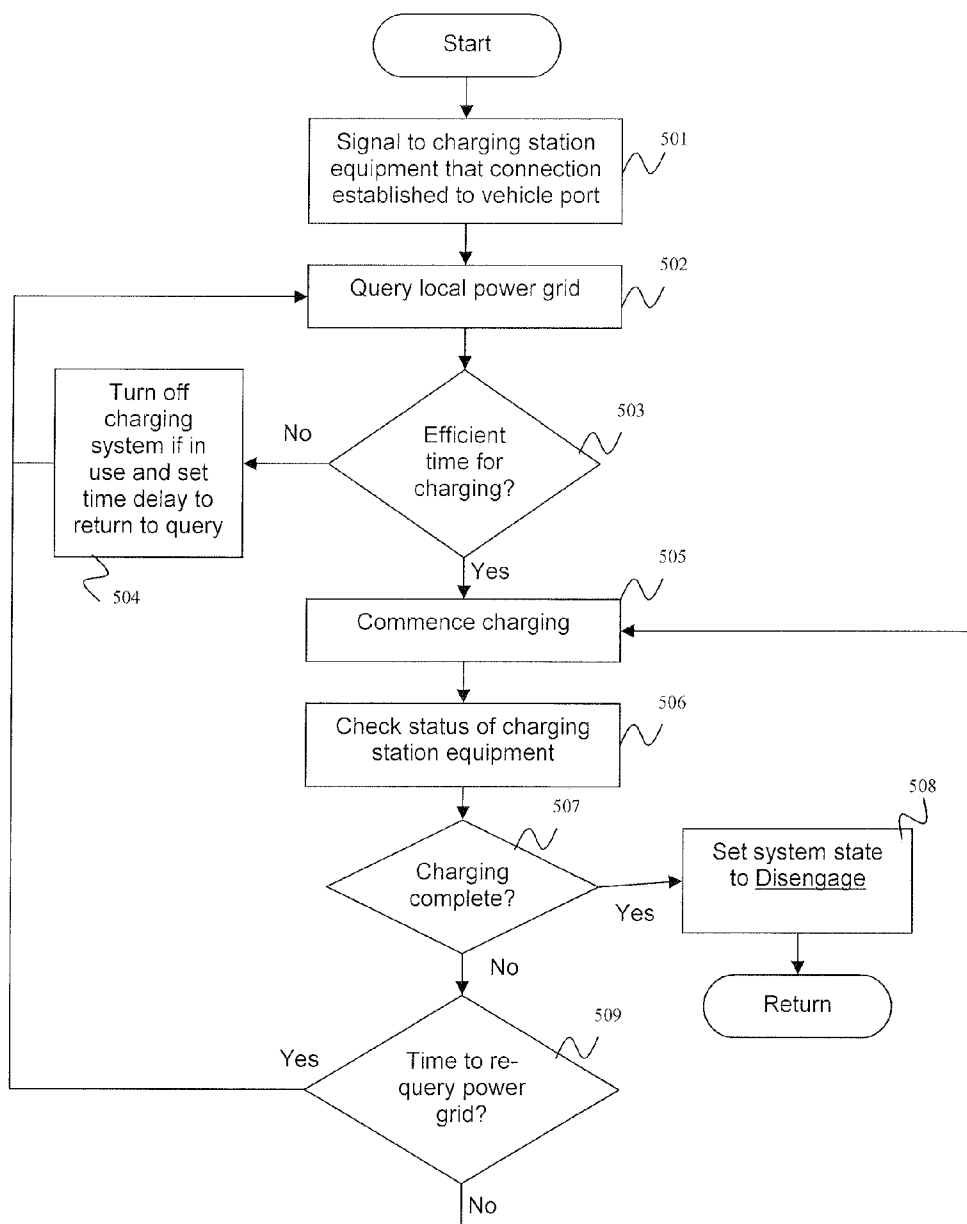 Start
Signal to charging station
equipment that connection
established to vehicle port
501
Query local power grid
502
Efficient
time for
charging?
503
No
Turn off
charging
system if in
use and set
time delay to
return to query
504
Yes
505
Commence charging
Check status of charging
station equipment
506
507
Charging
complete?
Yes
508
Set system state
to Disengage
Return
No
509
Time to re-
query power
grid?
Yes
No